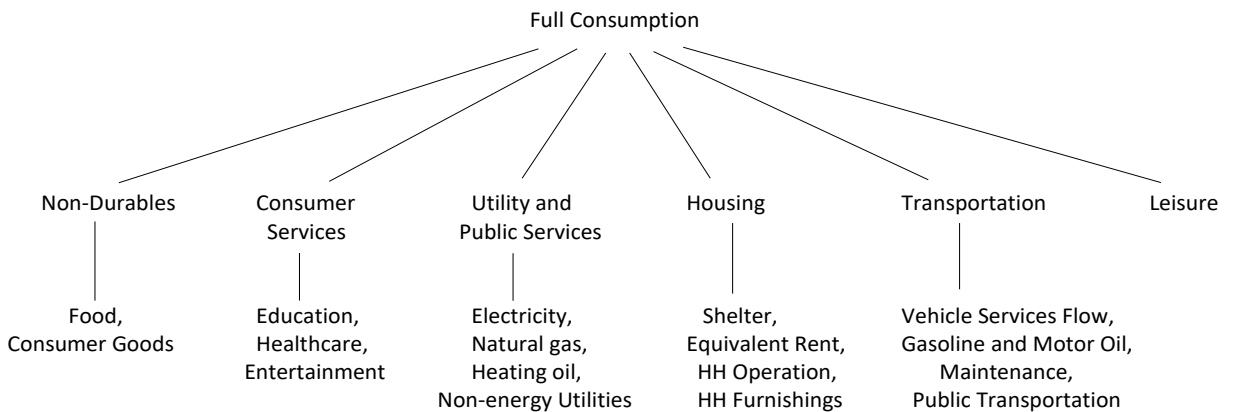 Full Consumption
Non-Durables
Consumer
Services
Utility and
Public Services
Housing
Transportation
Leisure
Food,
Consumer Goods
Education,
Healthcare,
Entertainment
Electricity,
Natural gas,
Heating oil,
Non-energy Utilities
Shelter,
Equivalent Rent,
HH Operation,
HH Furnishings
Vehicle Services Flow,
Gasoline and Motor Oil,
Maintenance,
Public Transportation